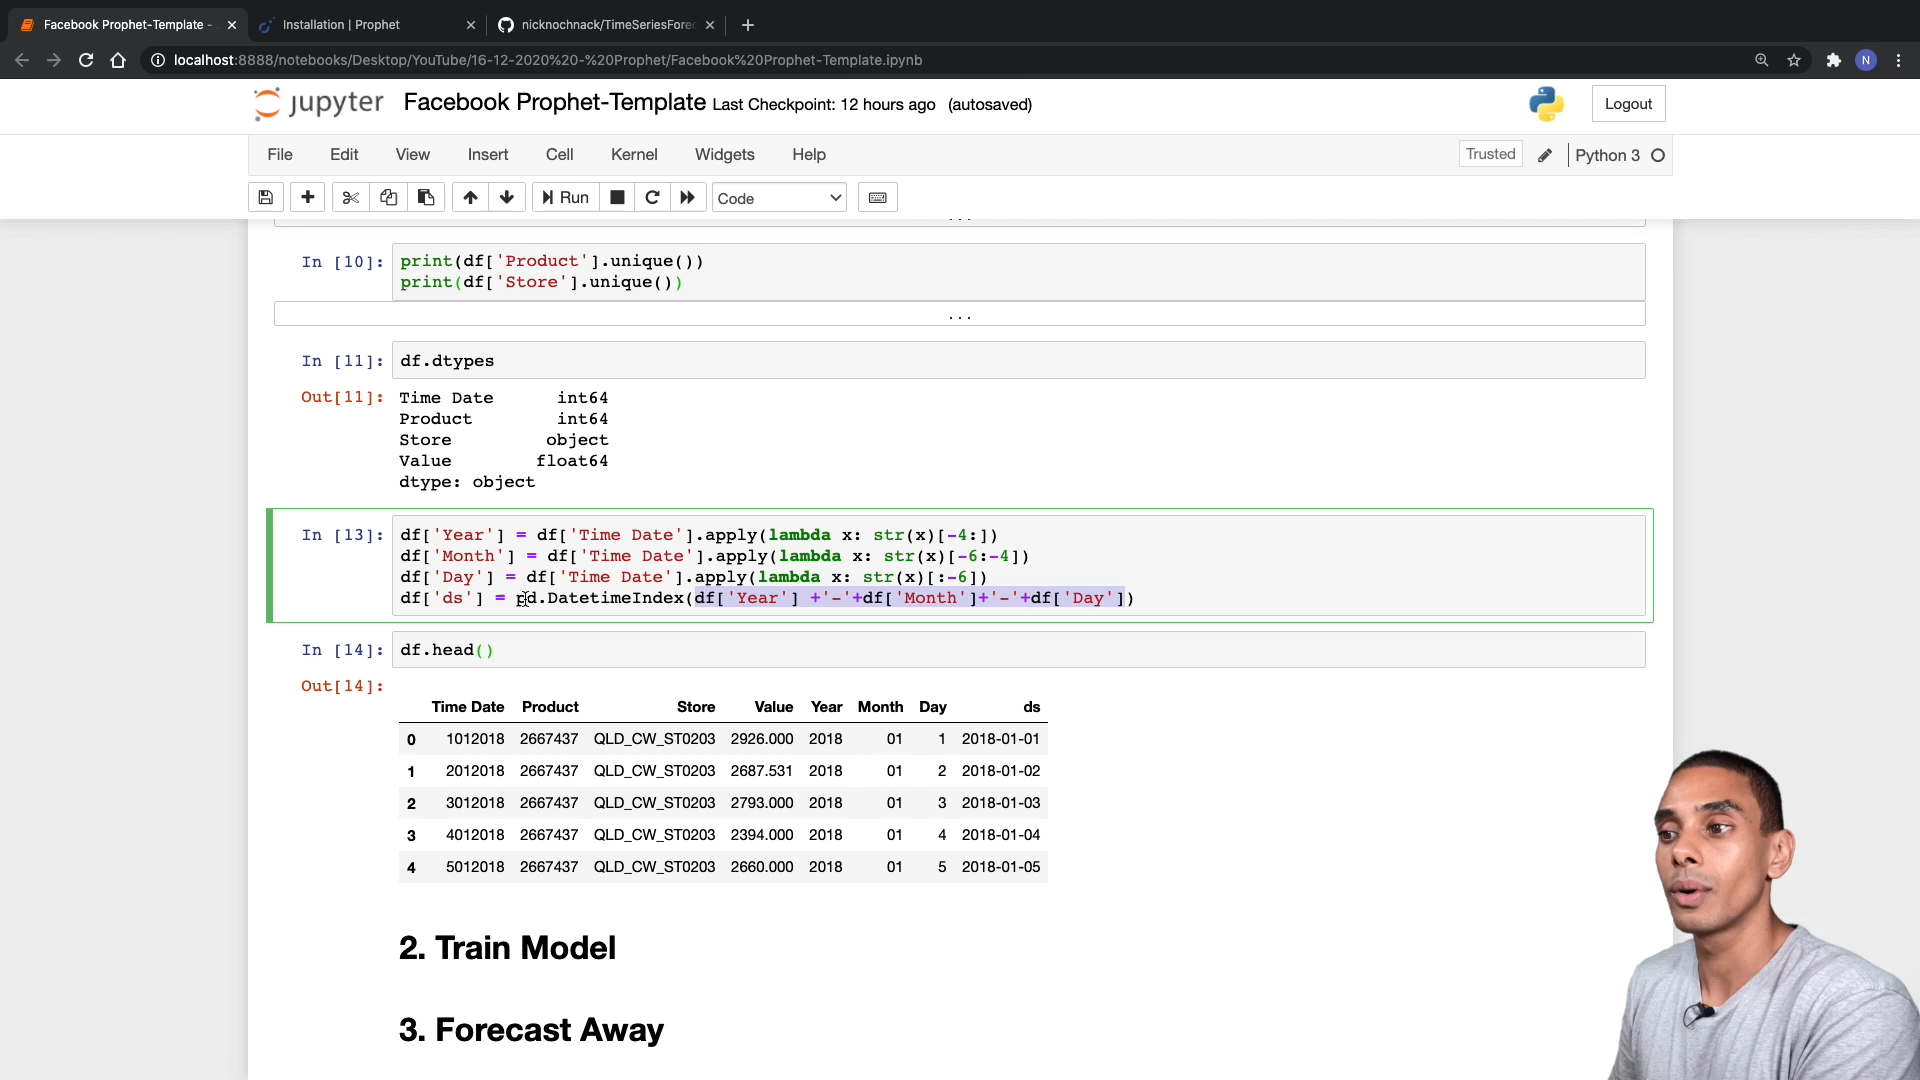 Facebook Prophet-Template -
Installation | Prophet
nicknochnack/TimeSeriesForec
localhost:8888/notebooks/Desktop/YouTube/16-12-2020%20-%20Prophet/Facebook%20Prophet-Template.ipynb
N
jupyter Facebook Prophet-Template Last Checkpoint: 12 hours ago (autosaved)
Logout
File Edit View Insert Cell Kernel Widgets Help
Trusted Python 3
Run Code
...
In [10]: print(df['Product'].unique())
print(df['Store'].unique())
...
In [11]: df.dtypes
Out[11]: Time Date int64
Product int64
Store object
Value float64
dtype: object
In [13]: df['Year'] = df['Time Date'].apply(lambda x: str(x)[-4:])
df['Month'] = df['Time Date'].apply(lambda x: str(x)[-6:-4])
df['Day'] = df['Time Date'].apply(lambda x: str(x)[:-6])
df['ds'] = pd.DatetimeIndex(df['Year'] +'-'+df['Month']+'-'+df['Day'])
In [14]: df.head()
Out[14]:
Time Date Product Store Value Year Month Day ds
0 1012018 2667437 QLD_CW_ST0203 2926.000 2018 01 1 2018-01-01
1 2012018 2667437 QLD_CW_ST0203 2687.531 2018 01 2 2018-01-02
2 3012018 2667437 QLD_CW_ST0203 2793.000 2018 01 3 2018-01-03
3 4012018 2667437 QLD_CW_ST0203 2394.000 2018 01 4 2018-01-04
4 5012018 2667437 QLD_CW_ST0203 2660.000 2018 01 5 2018-01-05
2. Train Model
3. Forecast Away